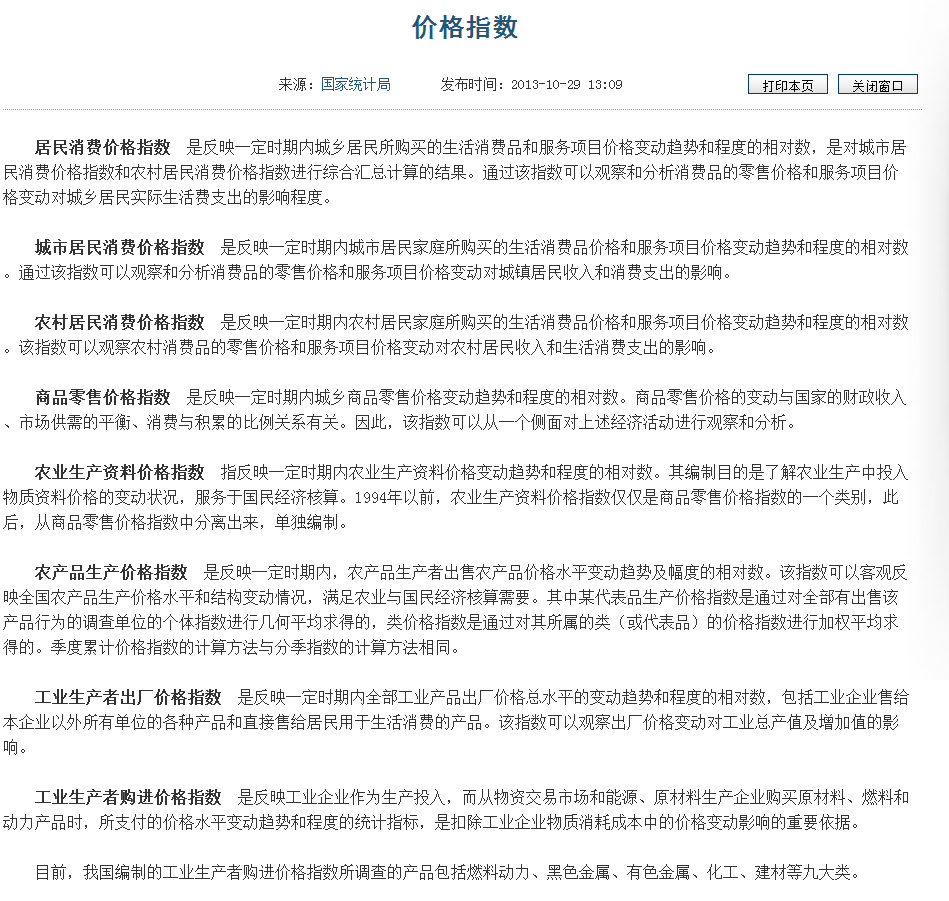 价格指数
来源：国家统计局 发布时间：2013-10-29 13:09 打印本页 关闭窗口
居民消费价格指数 是反映一定时期内城乡居民所购买的生活消费品和服务项目价格变动趋势和程度的相对数，是对城市居
民消费价格指数和农村居民消费价格指数进行综合汇总计算的结果。通过该指数可以观察和分析消费品的零售价格和服务项目价
格变动对城乡居民实际生活费支出的影响程度。
城市居民消费价格指数 是反映一定时期内城市居民家庭所购买的生活消费品价格和服务项目价格变动趋势和程度的相对数
。通过该指数可以观察和分析消费品的零售价格和服务项目价格变动对城镇居民收入和消费支出的影响。
农村居民消费价格指数 是反映一定时期内农村居民家庭所购买的生活消费品价格和服务项目价格变动趋势和程度的相对数
。该指数可以观察农村消费品的零售价格和服务项目价格变动对农村居民收入和生活消费支出的影响。
商品零售价格指数 是反映一定时期内城乡商品零售价格变动趋势和程度的相对数。商品零售价格的变动与国家的财政收入
、市场供需的平衡、消费与积累的比例关系有关。因此，该指数可以从一个侧面对上述经济活动进行观察和分析。
农业生产资料价格指数 指反映一定时期内农业生产资料价格变动趋势和程度的相对数。其编制目的是了解农业生产中投入
物质资料价格的变动状况，服务于国民经济核算。1994年以前，农业生产资料价格指数仅仅是商品零售价格指数的一个类别，此
后，从商品零售价格指数中分离出来，单独编制。
农产品生产价格指数 是反映一定时期内，农产品生产者出售农产品价格水平变动趋势及幅度的相对数。该指数可以客观反
映全国农产品生产价格水平和结构变动情况，满足农业与国民经济核算需要。其中某代表品生产价格指数是通过对全部有出售该
产品行为的调查单位的个体指数进行几何平均求得的，类价格指数是通过对其所属的类（或代表品）的价格指数进行加权平均求
得的。季度累计价格指数的计算方法与分季指数的计算方法相同。
工业生产者出厂价格指数 是反映一定时期内全部工业产品出厂价格总水平的变动趋势和程度的相对数，包括工业企业售给
本企业以外所有单位的各种产品和直接售给居民用于生活消费的产品。该指数可以观察出厂价格变动对工业总产值及增加值的影
响。
工业生产者购进价格指数 是反映工业企业作为生产投入，而从物资交易市场和能源、原材料生产企业购买原材料、燃料和
动力产品时，所支付的价格水平变动趋势和程度的统计指标，是扣除工业企业物质消耗成本中的价格变动影响的重要依据。
目前，我国编制的工业生产者购进价格指数所调查的产品包括燃料动力、黑色金属、有色金属、化工、建材等九大类。